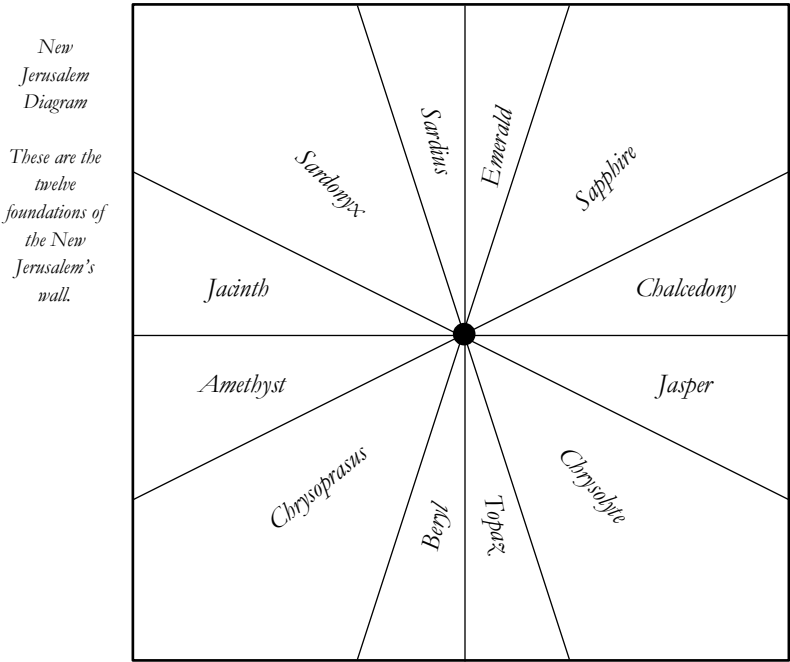 New
Jerusalem
Diagram
These are the
twelve
foundations of
the New
Jerusalem's
wall.
Sardonyx
Sardius
Emerald
Sapphire
Jacinth
Chalcedony
Amethyst
Jasper
Chrysoprasus
Beryl
Topaz
Chrysolyte